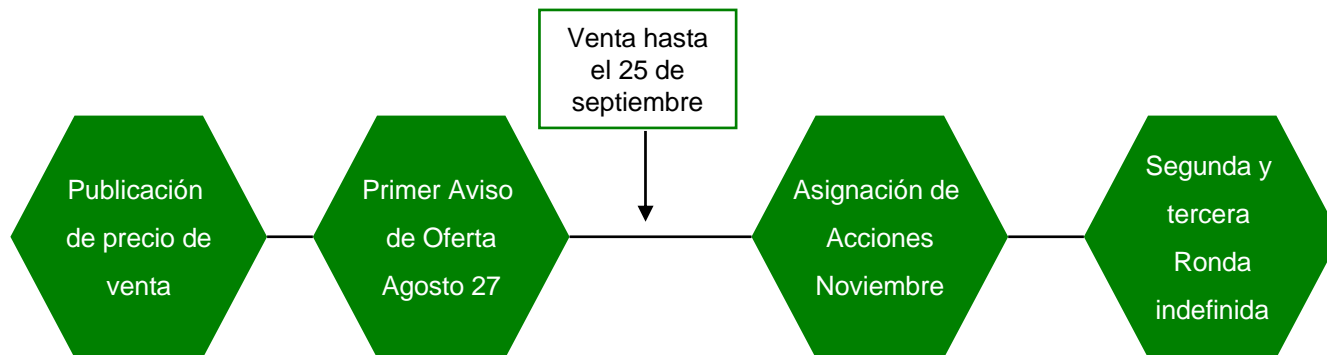 Venta hasta
el 25 de
septiembre
Publicación
de precio de
venta
Primer Aviso
de Oferta
Agosto 27
Asignación de
Acciones
Noviembre
Segunda y
tercera
Ronda
indefinida